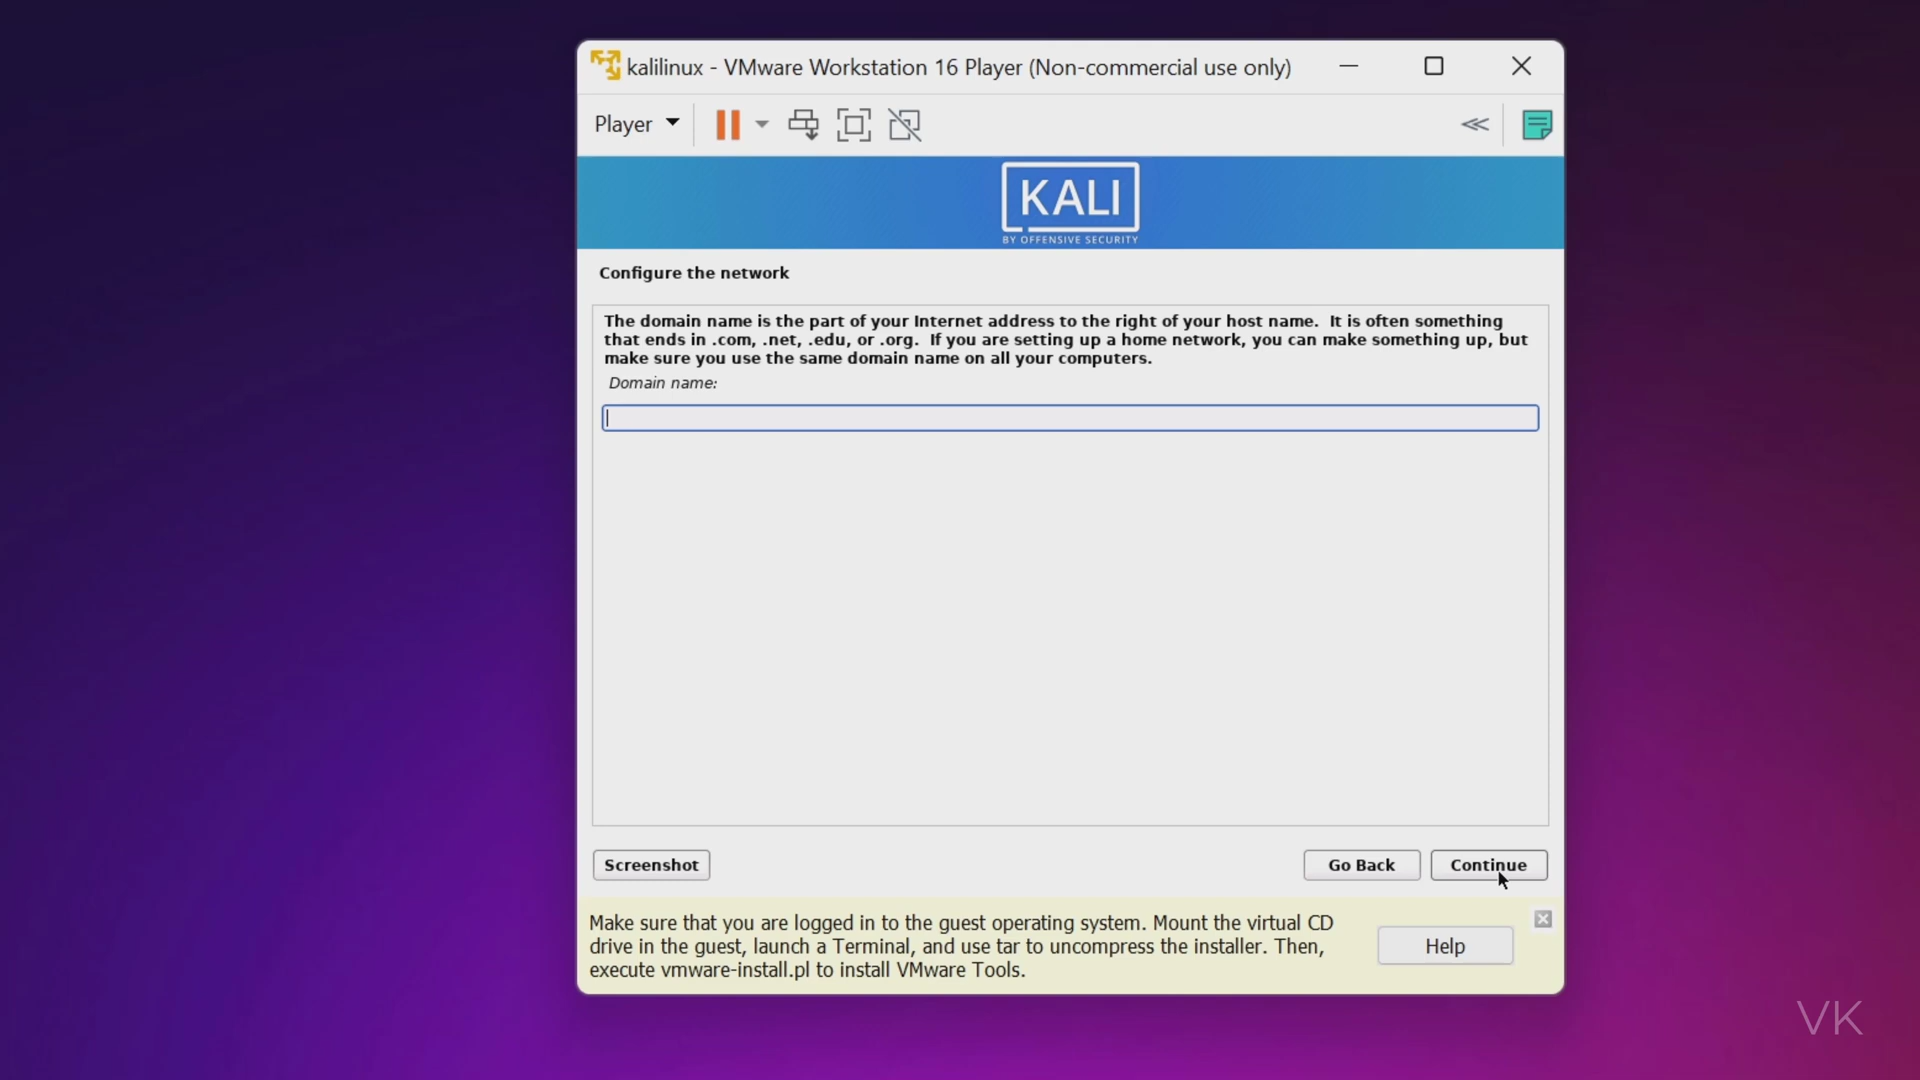 kalilinux - VMware Workstation 16 Player (Non-commercial use only)
Player
KALI
BY OFFENSIVE SECURITY
Configure the network
The domain name is the part of your Internet address to the right of your host name.  It is often something
that ends in .com, .net, .edu, or .org.  If you are setting up a home network, you can make something up, but
make sure you use the same domain name on all your computers.
Domain name:
Screenshot
Go Back
Continue
Make sure that you are logged in to the guest operating system. Mount the virtual CD
drive in the guest, launch a Terminal, and use tar to uncompress the installer. Then,
execute vmware-install.pl to install VMware Tools.
Help
VK